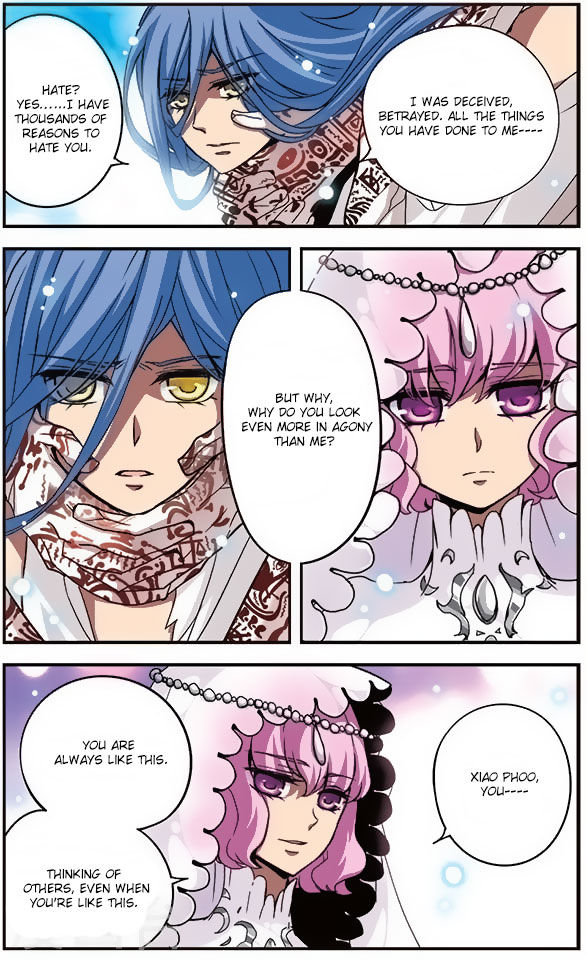 HATE?
YES......I HAVE
THOUSANDS OF
REASONS TO
HATE YOU.
I WAS DECEIVED,
BETRAYED. ALL THE THINGS
YOU HAVE DONE TO ME----
BUT WHY,
WHY DO YOU LOOK
EVEN MORE IN AGONY
THAN ME?
YOU ARE
ALWAYS LIKE THIS.
THINKING OF
OTHERS, EVEN WHEN
YOU'RE LIKE THIS.
XIAO PHOO,
YOU----